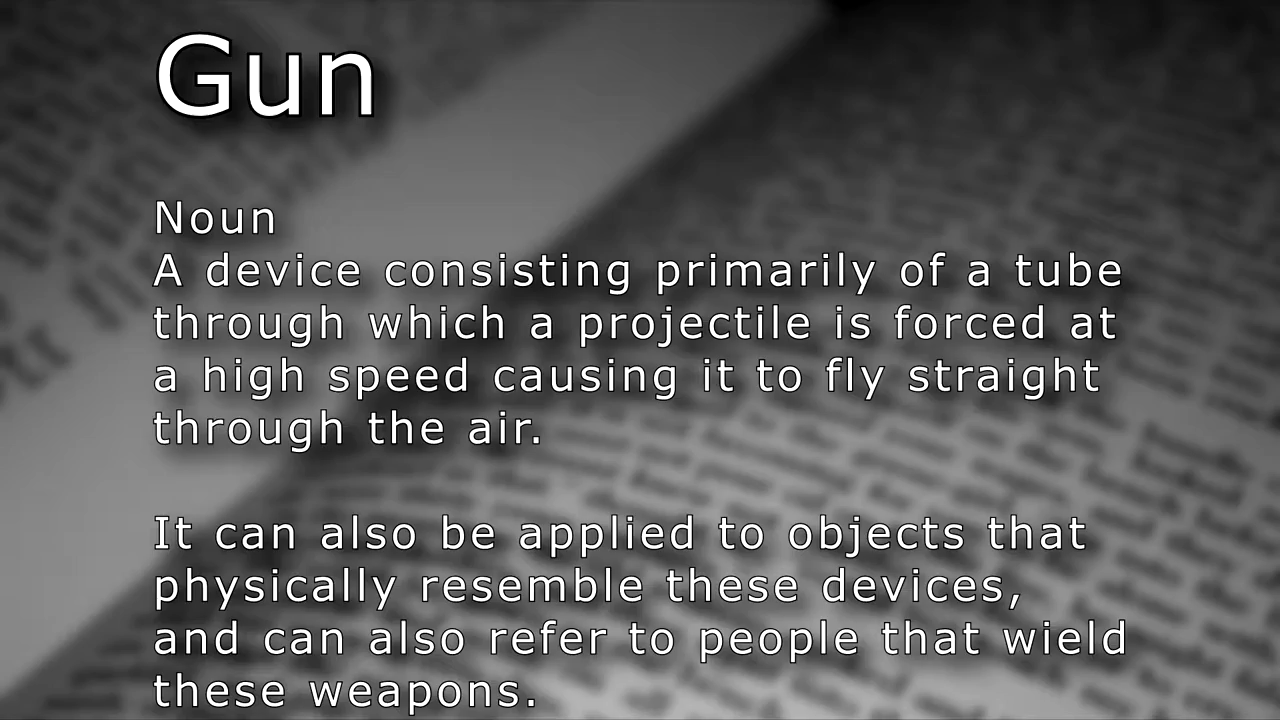 Gun
Noun
A device consisting primarily of a tube
through which a projectile is forced at
a high speed causing it to fly straight
through the air.
It can also be applied to objects that
physically resemble these devices,
and can also refer to people that wield
these weapons.